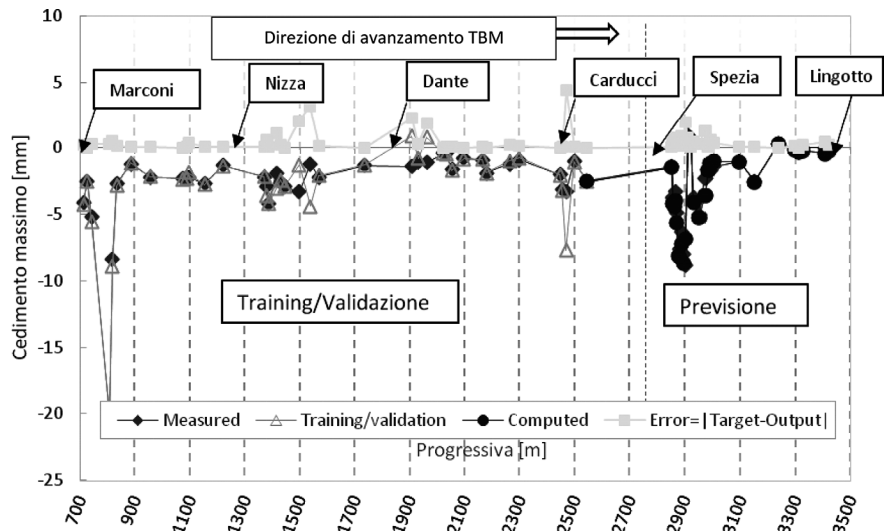 10
5
0
-5
-10
-15
-20
-25
Cedimento massimo [mm]
Direzione di avanzamento TBM
Marconi
Nizza
Dante
Carducci
Spezia
Lingotto
Training/Validazione
Previsione
Measured
Training/validation
Computed
Error=|Target-Output|
Progressiva [m]
700
900
1100
1300
1500
1700
1900
2100
2300
2500
2700
2900
3100
3300
3500